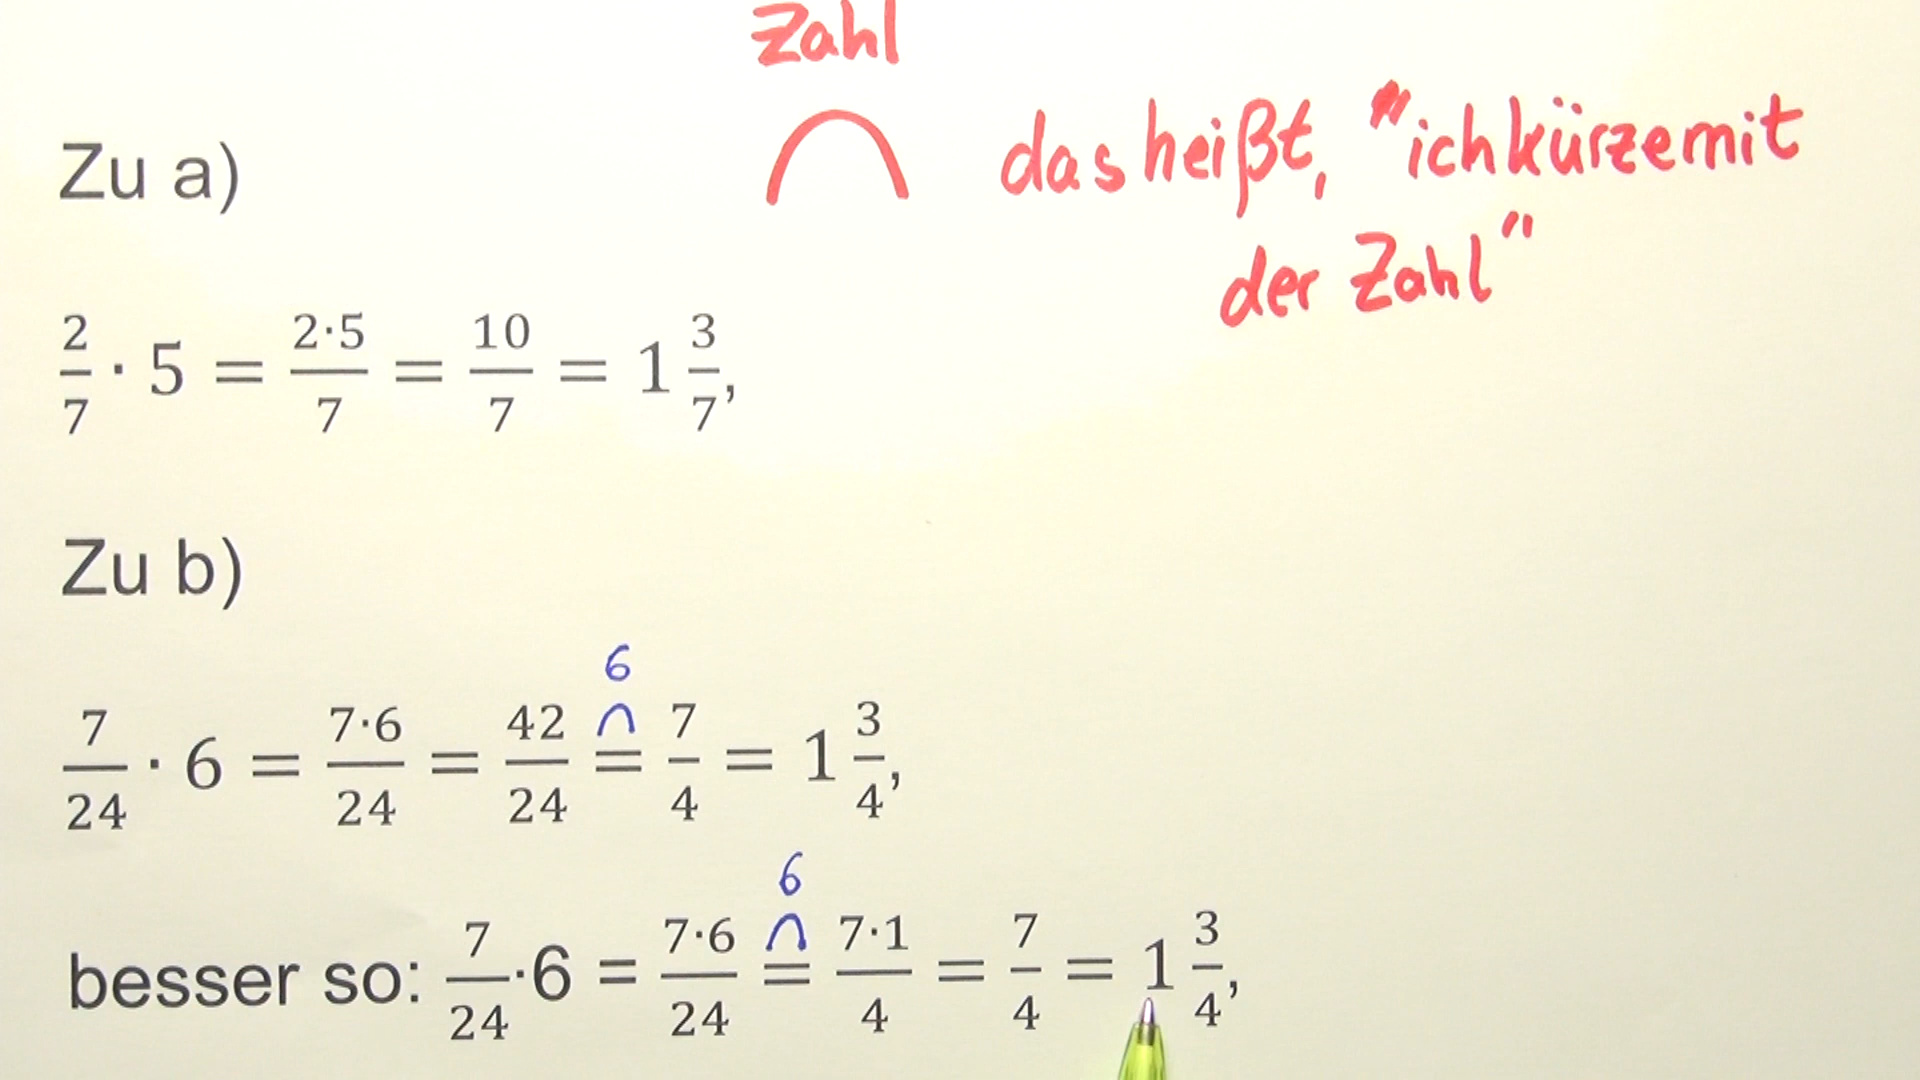 Zahl
⌒ das heißt, "ich kürze mit
der Zahl"
Zu a)
2/7 · 5 = 2·5/7 = 10/7 = 1 3/7,
Zu b)
6
7/24 · 6 = 7·6/24 = 42/24 = 7/4 = 1 3/4,
6
besser so: 7/24 ·6 = 7·6/24 = 7·1/4 = 7/4 = 1 3/4,